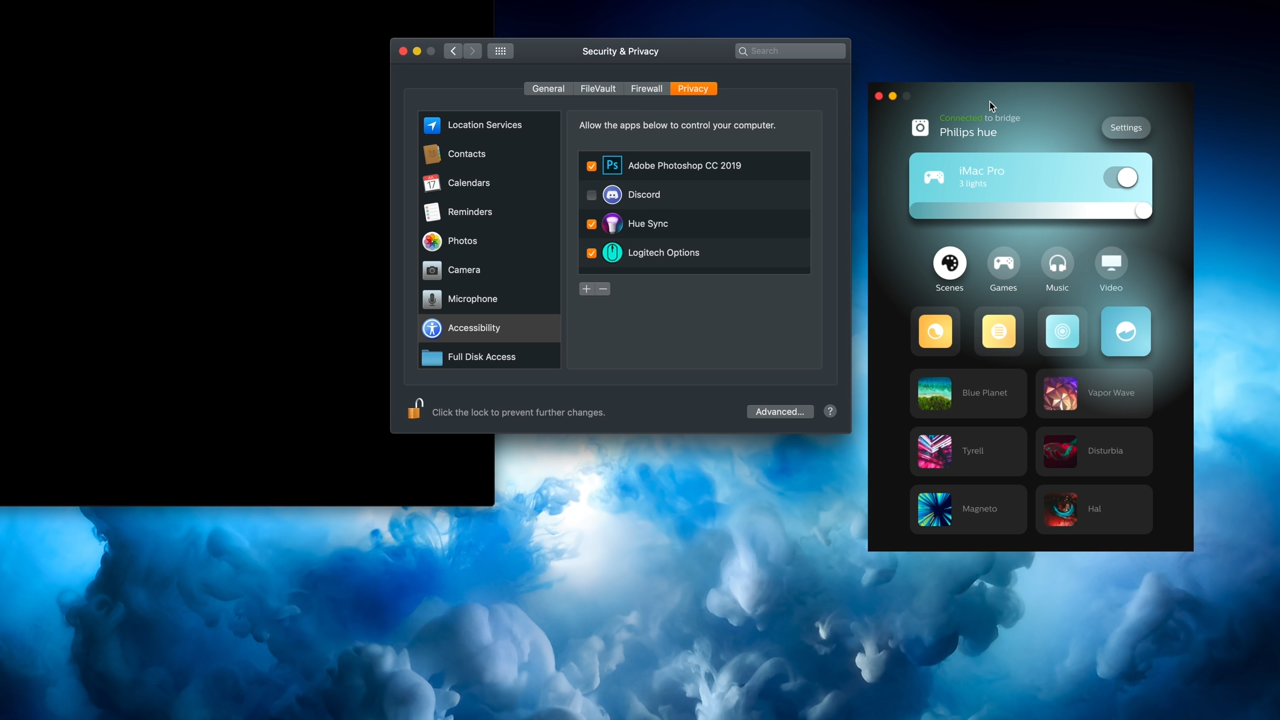 Security & Privacy
Search
General
FileVault
Firewall
Privacy
Location Services
Contacts
17
Calendars
Reminders
Photos
Camera
Microphone
Accessibility
Full Disk Access
Allow the apps below to control your computer.
Ps
Adobe Photoshop CC 2019
Discord
Hue Sync
Logitech Options
+ −
Click the lock to prevent further changes.
Advanced...
?
Connected to bridge
Philips hue
Settings
iMac Pro
3 lights
Scenes
Games
Music
Video
Blue Planet
Vapor Wave
Tyrell
Disturbia
Magneto
Hal